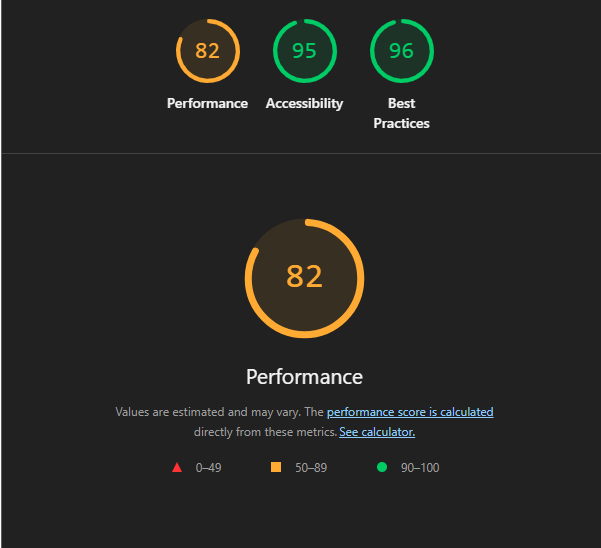 82
95
96
Performance
Accessibility
Best
Practices
82
Performance
Values are estimated and may vary. The performance score is calculated
directly from these metrics. See calculator.
0–49
50–89
90–100